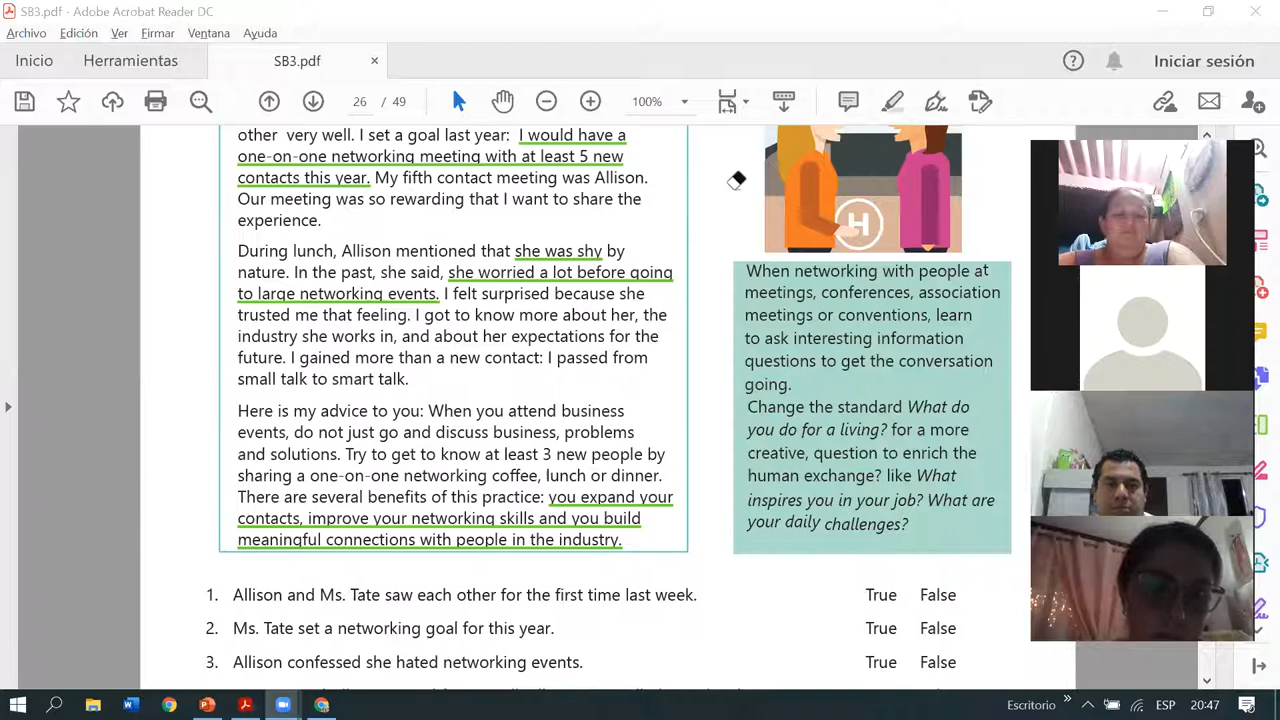 SB3.pdf - Adobe Acrobat Reader DC
Archivo Edición Ver Firmar Ventana Ayuda
Inicio Herramientas SB3.pdf × Iniciar sesión
26 / 49 100%
other very well. I set a goal last year: I would have a
one-on-one networking meeting with at least 5 new
contacts this year. My fifth contact meeting was Allison.
Our meeting was so rewarding that I want to share the
experience.
During lunch, Allison mentioned that she was shy by
nature. In the past, she said, she worried a lot before going
to large networking events. I felt surprised because she
trusted me that feeling. I got to know more about her, the
industry she works in, and about her expectations for the
future. I gained more than a new contact: I passed from
small talk to smart talk.
Here is my advice to you: When you attend business
events, do not just go and discuss business, problems
and solutions. Try to get to know at least 3 new people by
sharing a one-on-one networking coffee, lunch or dinner.
There are several benefits of this practice: you expand your
contacts, improve your networking skills and you build
meaningful connections with people in the industry.
H
When networking with people at
meetings, conferences, association
meetings or conventions, learn
to ask interesting information
questions to get the conversation
going.
Change the standard What do
you do for a living? for a more
creative, question to enrich the
human exchange? like What
inspires you in your job? What are
your daily challenges?
1. Allison and Ms. Tate saw each other for the first time last week. True False
2. Ms. Tate set a networking goal for this year. True False
3. Allison confessed she hated networking events. True False
Escritorio » ESP 20:47